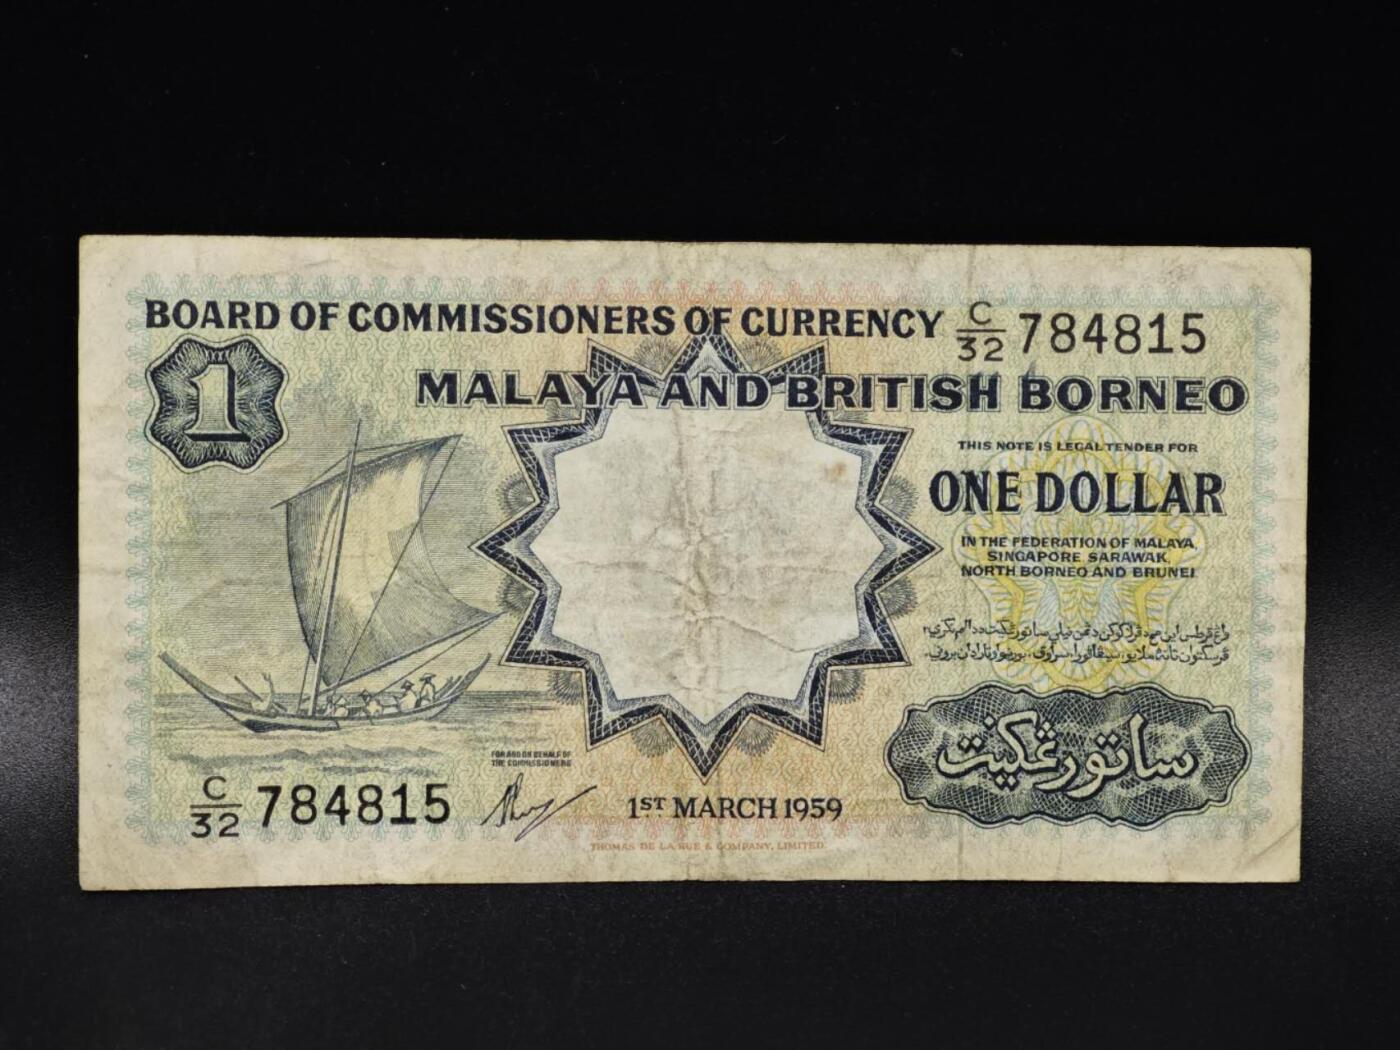 BOARD OF COMMISSIONERS OF CURRENCY C/32 784815
1
MALAYA AND BRITISH BORNEO
THIS NOTE IS LEGAL TENDER FOR
ONE DOLLAR
IN THE FEDERATION OF MALAYA,
SINGAPORE SARAWAK,
NORTH BORNEO AND BRUNEI
ساتو رڠݢيت
FOR AND ON BEHALF OF
THE COMMISSIONERS
C/32 784815
1ST MARCH 1959
THOMAS DE LA RUE & COMPANY, LIMITED